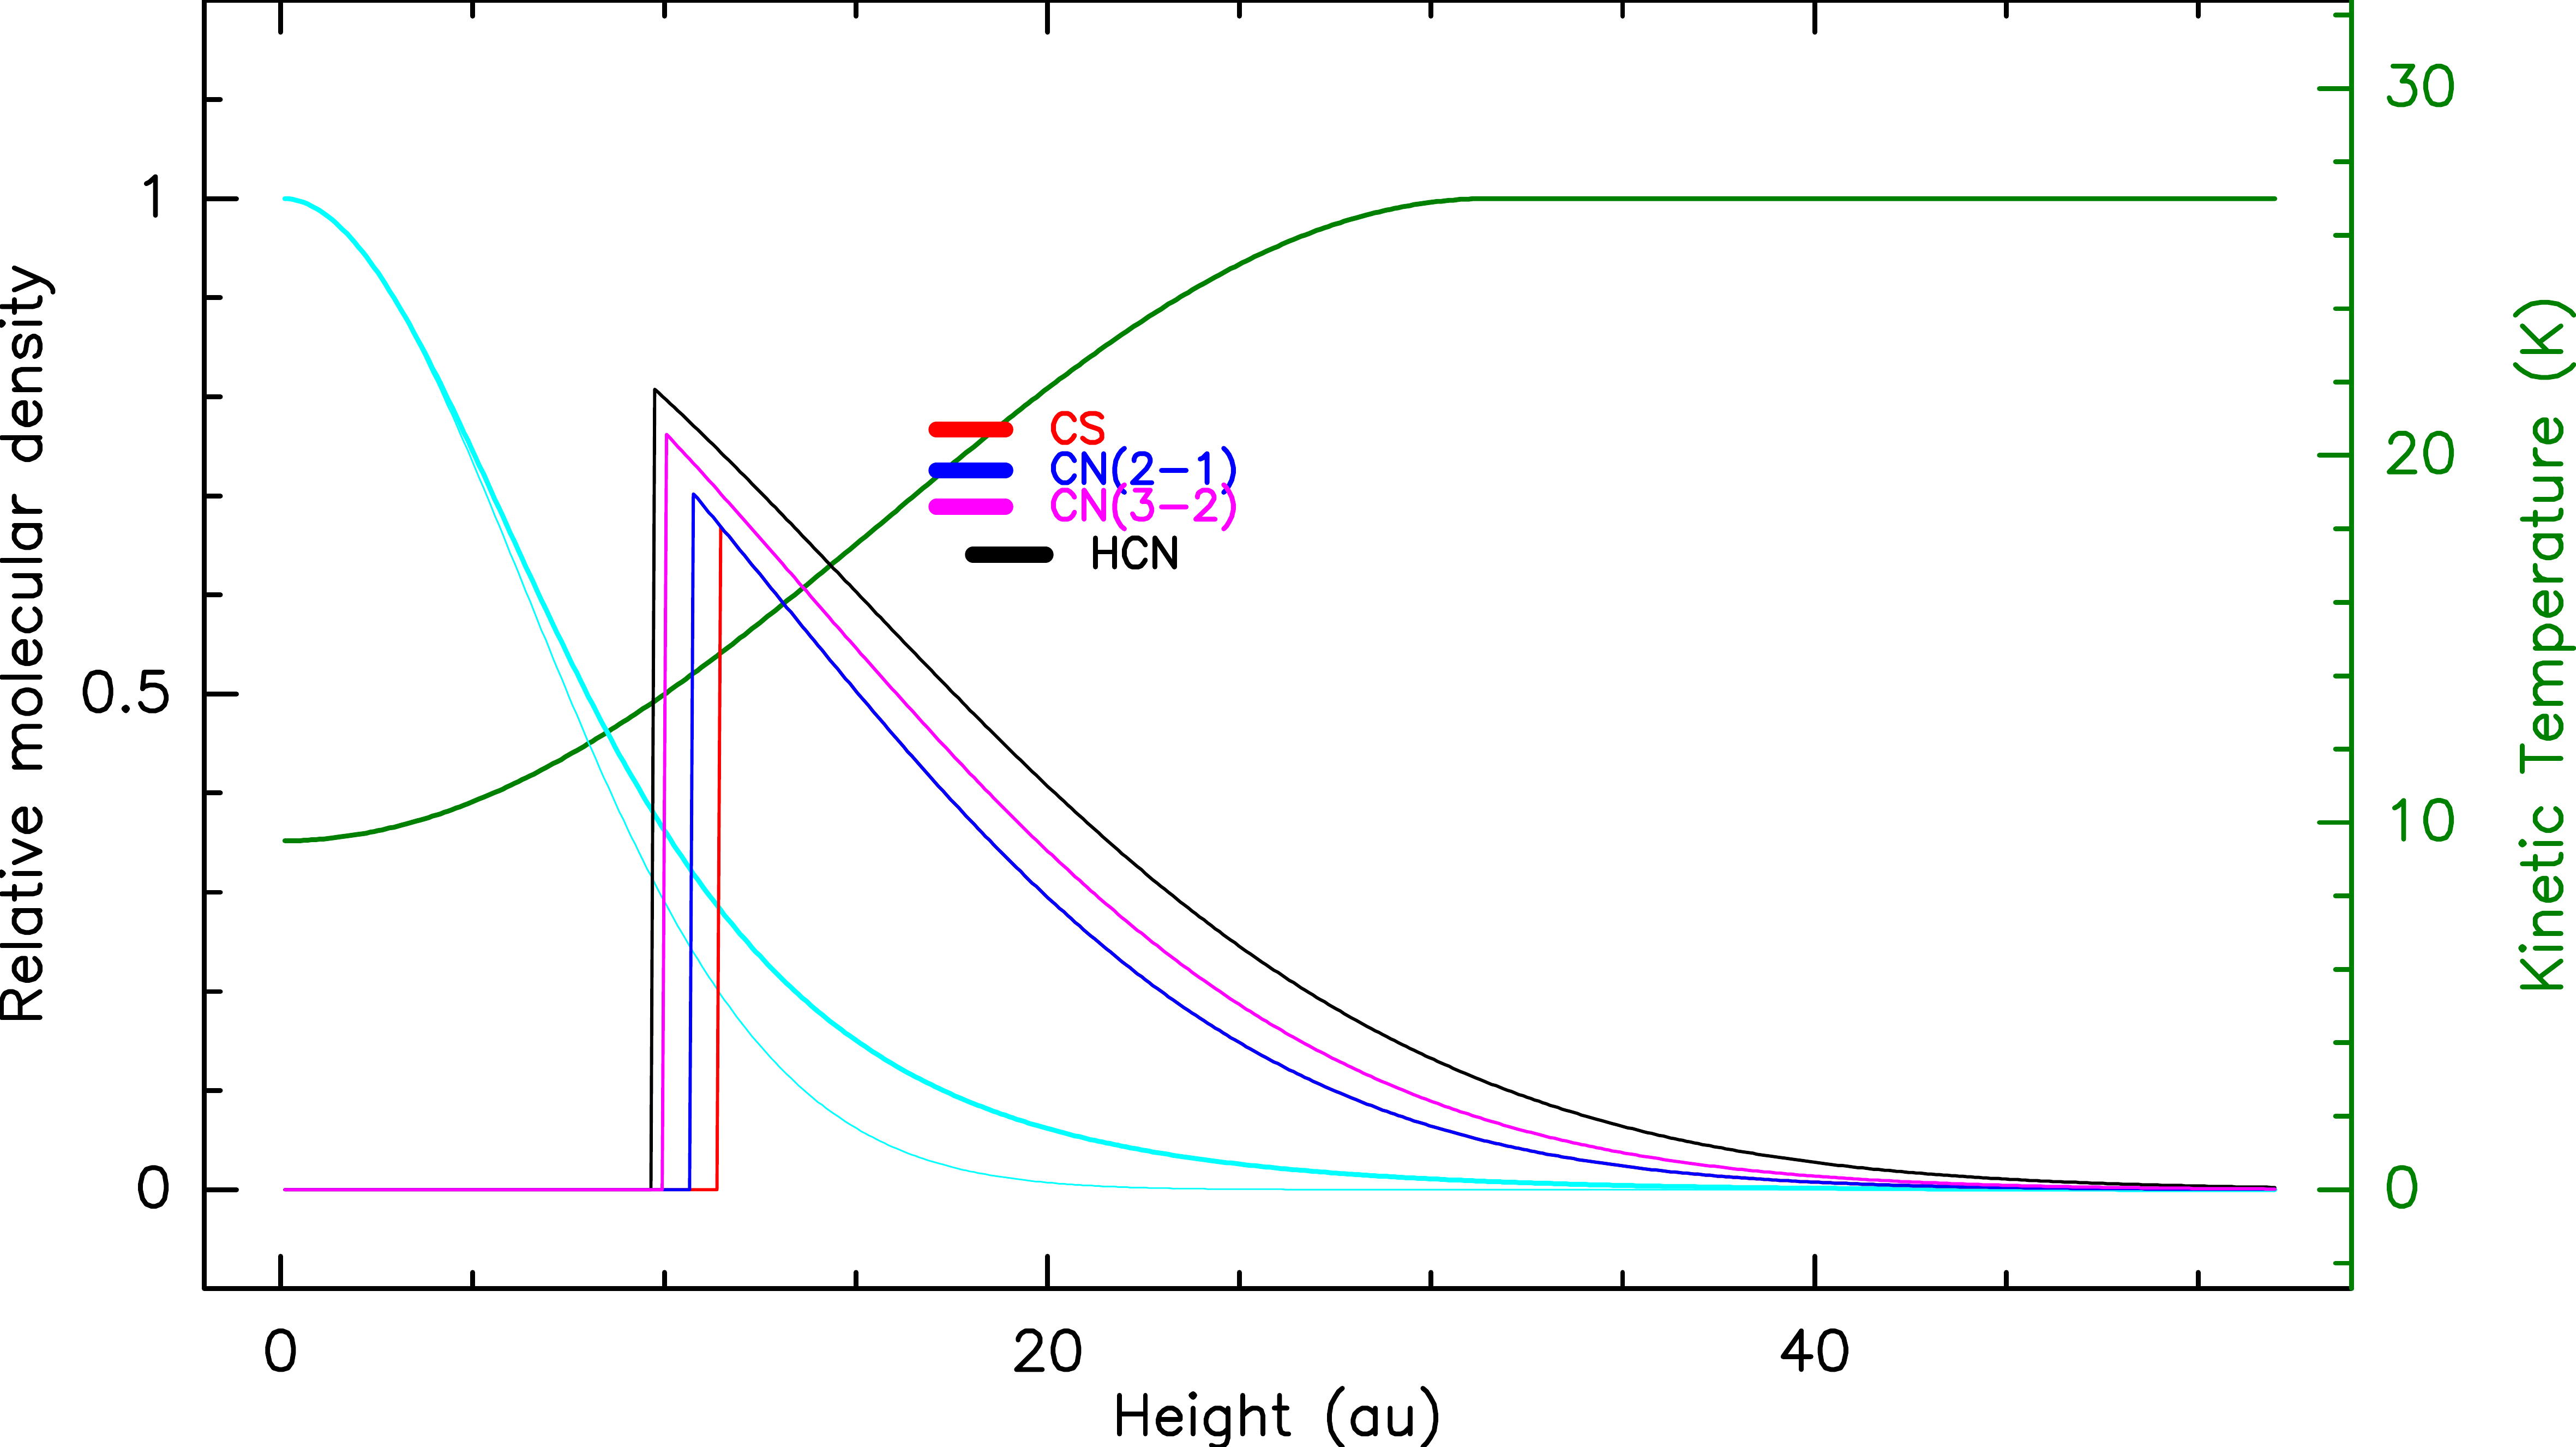 Relative molecular density
1
0.5
0
30
20
10
0
Kinetic Temperature (K)
CS
CN(2-1)
CN(3-2)
HCN
0 20 40
Height (au)